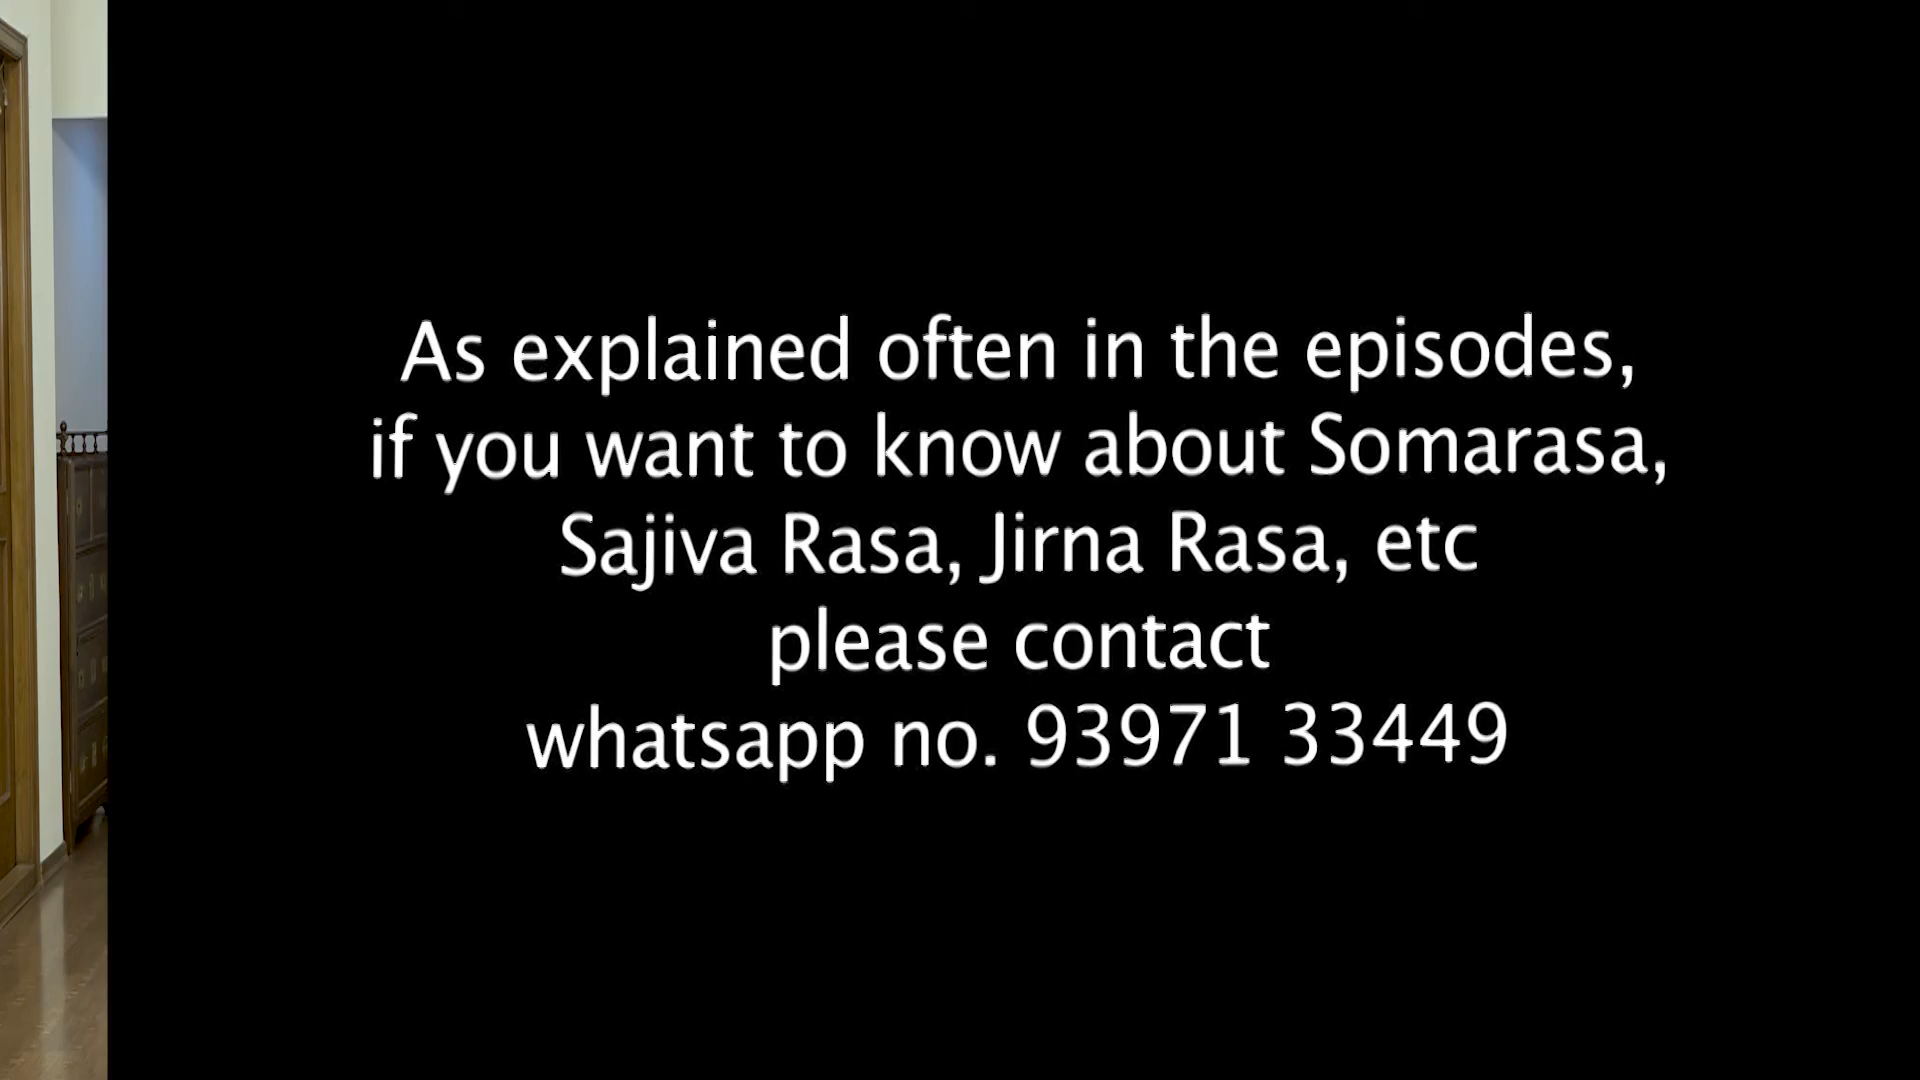 As explained often in the episodes,
if you want to know about Somarasa,
Sajiva Rasa, Jirna Rasa, etc
please contact
whatsapp no. 93971 33449